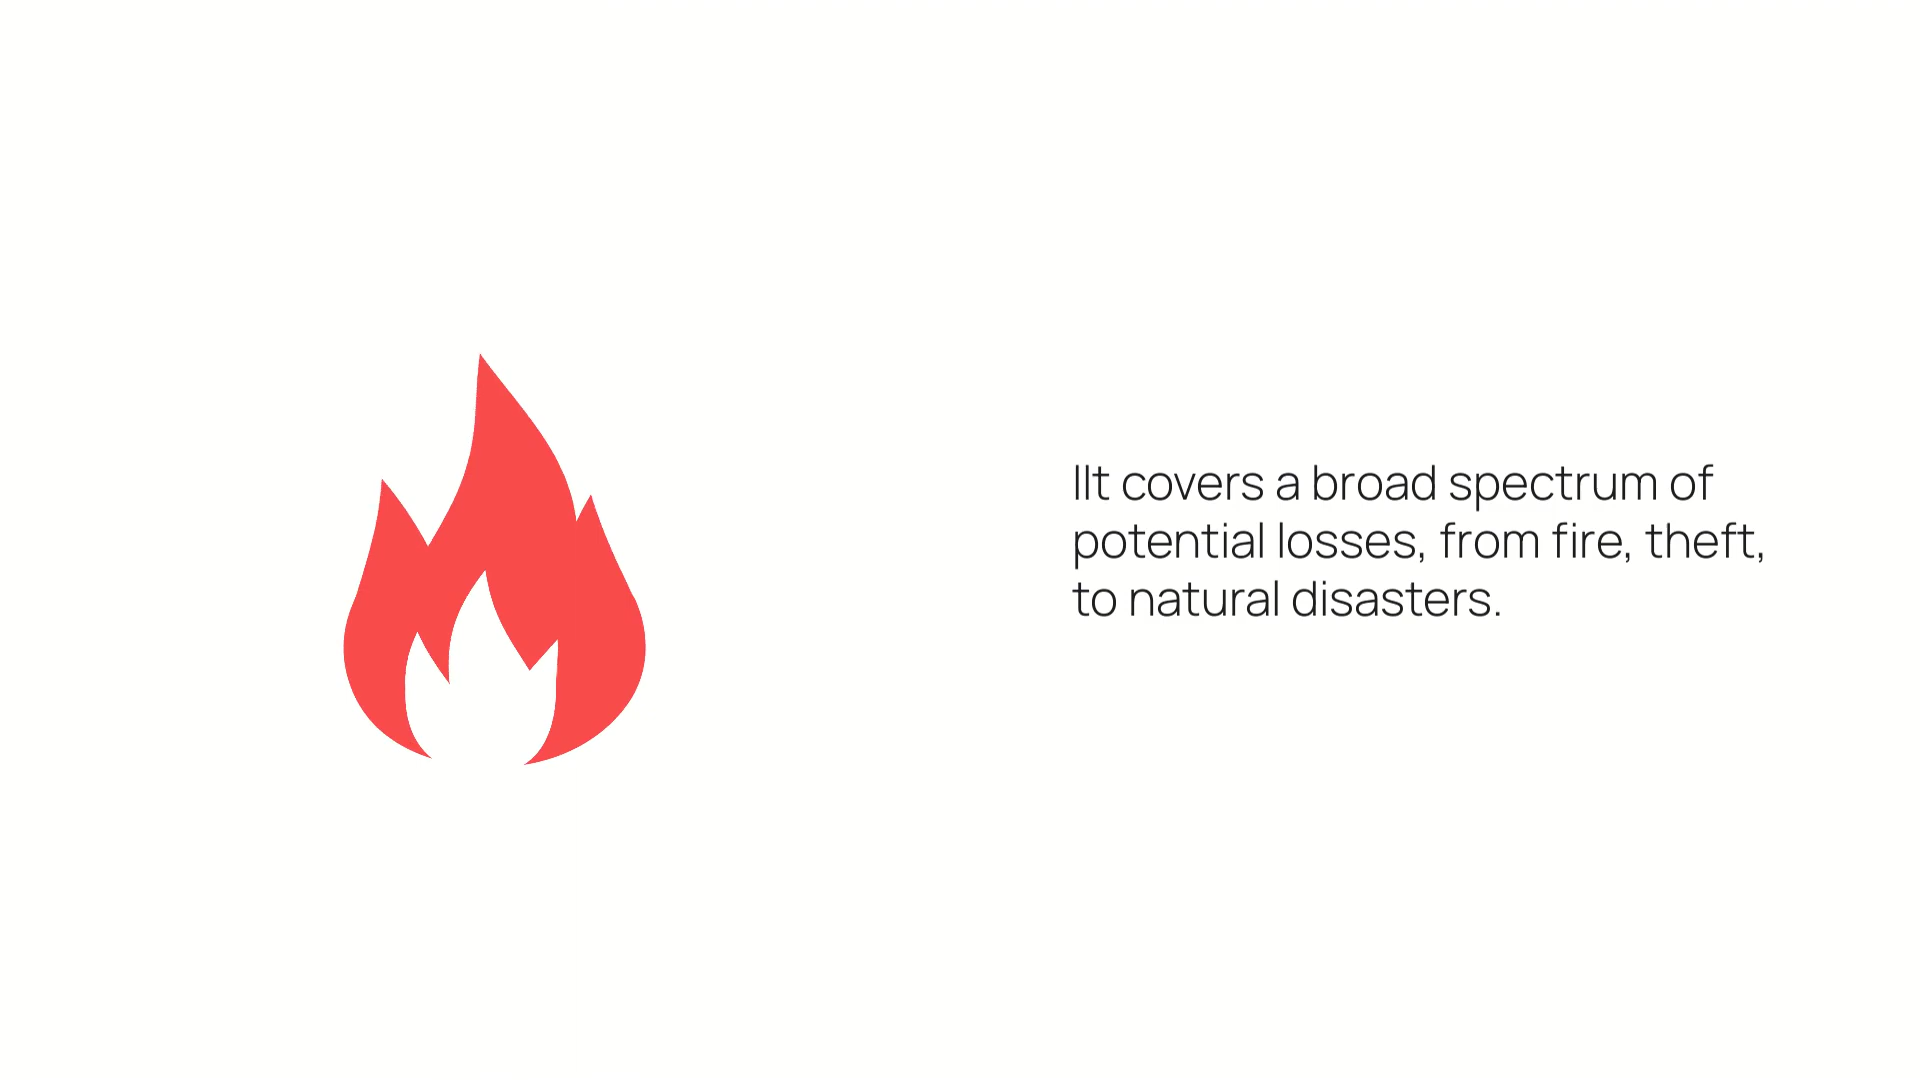 IIt covers a broad spectrum of
potential losses, from fire, theft,
to natural disasters.